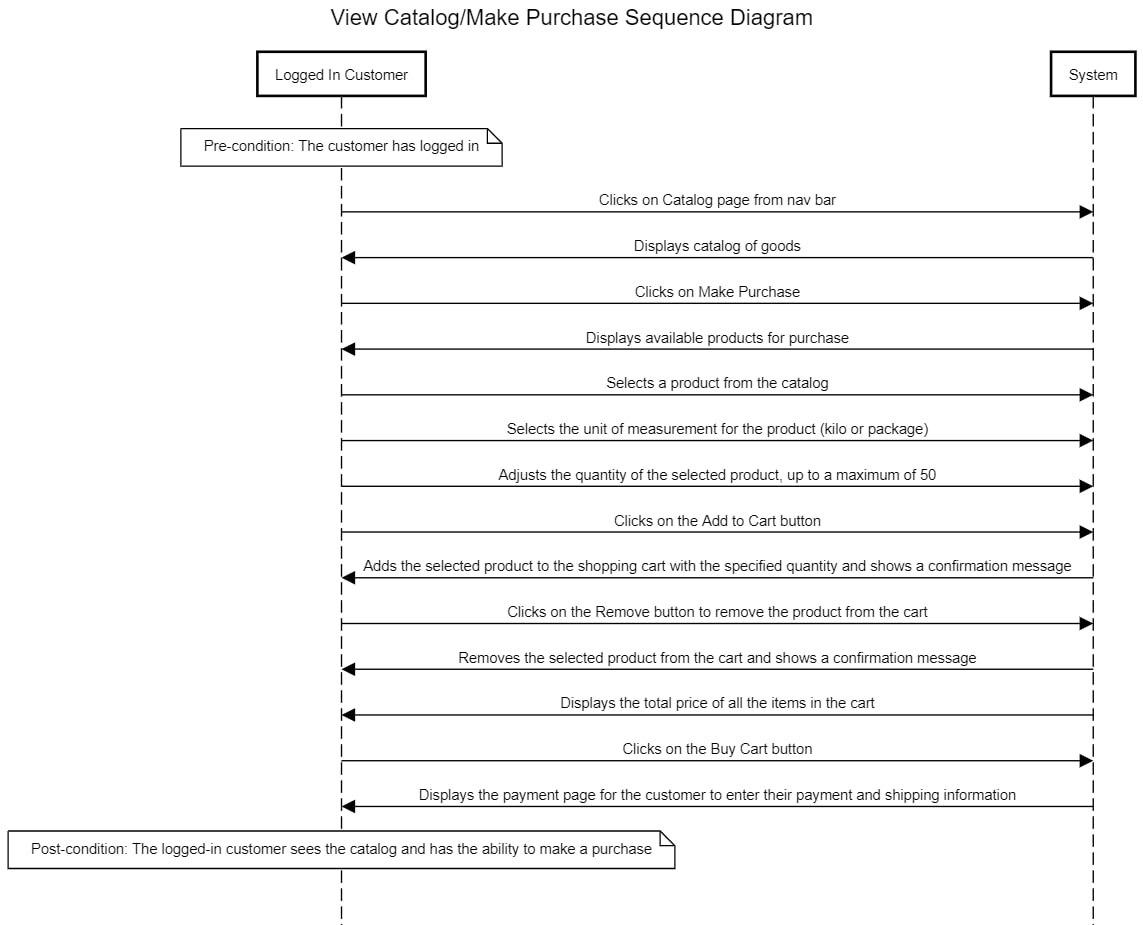 View Catalog/Make Purchase Sequence Diagram
Logged In Customer
System
Pre-condition: The customer has logged in
Clicks on Catalog page from nav bar
Displays catalog of goods
Clicks on Make Purchase
Displays available products for purchase
Selects a product from the catalog
Selects the unit of measurement for the product (kilo or package)
Adjusts the quantity of the selected product, up to a maximum of 50
Clicks on the Add to Cart button
Adds the selected product to the shopping cart with the specified quantity and shows a confirmation message
Clicks on the Remove button to remove the product from the cart
Removes the selected product from the cart and shows a confirmation message
Displays the total price of all the items in the cart
Clicks on the Buy Cart button
Displays the payment page for the customer to enter their payment and shipping information
Post-condition: The logged-in customer sees the catalog and has the ability to make a purchase